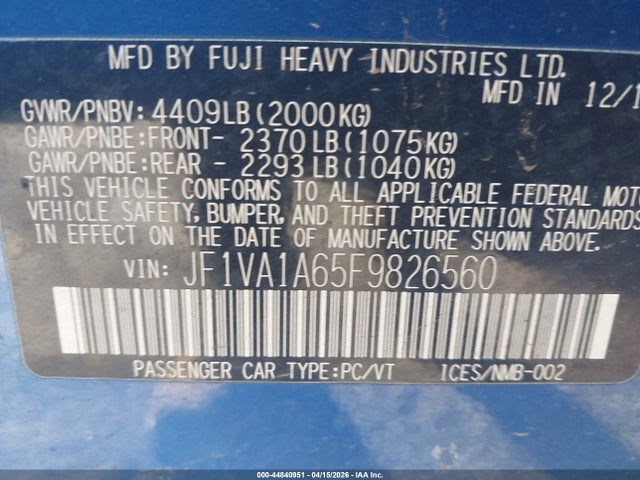 MFD BY FUJI HEAVY INDUSTRIES LTD.
MFD IN 12/1
GVWR/PNBV: 4409LB(2000KG)
GAWR/PNBE:FRONT- 2370LB(1075KG)
GAWR/PNBE:REAR - 2293LB(1040KG)
THIS VEHICLE CONFORMS TO ALL APPLICABLE FEDERAL MOTO
VEHICLE SAFETY, BUMPER, AND THEFT PREVENTION STANDARDS
IN EFFECT ON THE DATE OF MANUFACTURE SHOWN ABOVE.
VIN: JF1VA1A65F9826560
PASSENGER CAR TYPE:PC/VT ICES/NMB-002
000-44840951 - 04/15/2026 - IAA Inc.